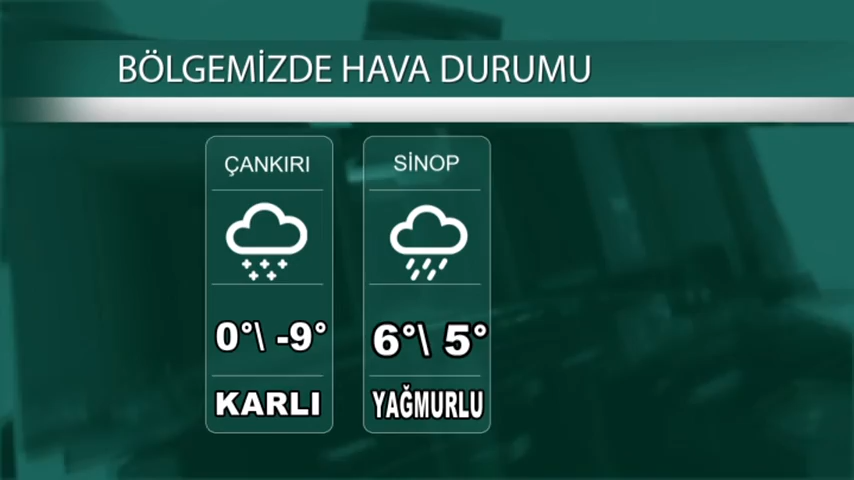 BÖLGEMİZDE HAVA DURUMU
ÇANKIRI
0°\ -9°
KARLI
SİNOP
6°\ 5°
YAĞMURLU